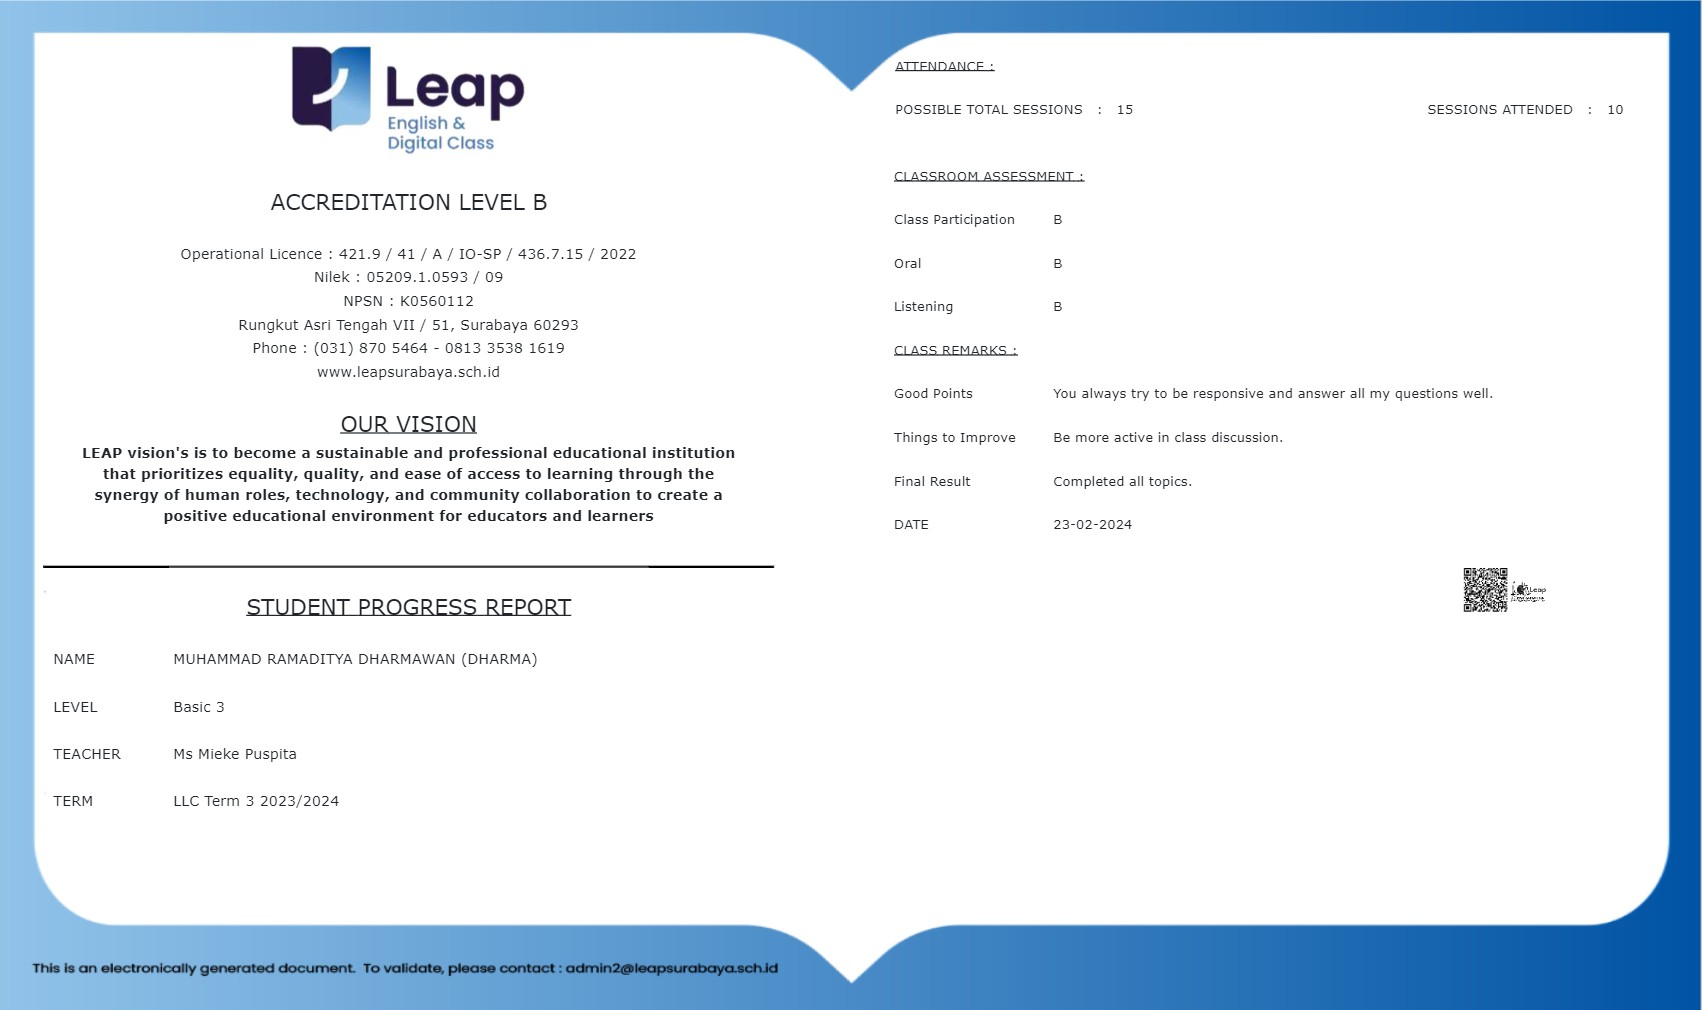 Leap
English &
Digital Class
ACCREDITATION LEVEL B
Operational Licence : 421.9 / 41 / A / IO-SP / 436.7.15 / 2022
Nilek : 05209.1.0593 / 09
NPSN : K0560112
Rungkut Asri Tengah VII / 51, Surabaya 60293
Phone : (031) 870 5464 - 0813 3538 1619
www.leapsurabaya.sch.id
OUR VISION
LEAP vision's is to become a sustainable and professional educational institution
that prioritizes equality, quality, and ease of access to learning through the
synergy of human roles, technology, and community collaboration to create a
positive educational environment for educators and learners
STUDENT PROGRESS REPORT
NAME MUHAMMAD RAMADITYA DHARMAWAN (DHARMA)
LEVEL Basic 3
TEACHER Ms Mieke Puspita
TERM LLC Term 3 2023/2024
ATTENDANCE :
POSSIBLE TOTAL SESSIONS : 15 SESSIONS ATTENDED : 10
CLASSROOM ASSESSMENT :
Class Participation B
Oral B
Listening B
CLASS REMARKS :
Good Points You always try to be responsive and answer all my questions well.
Things to Improve Be more active in class discussion.
Final Result Completed all topics.
DATE 23-02-2024
Leap
This is an electronically generated document. To validate, please contact : admin2@leapsurabaya.sch.id